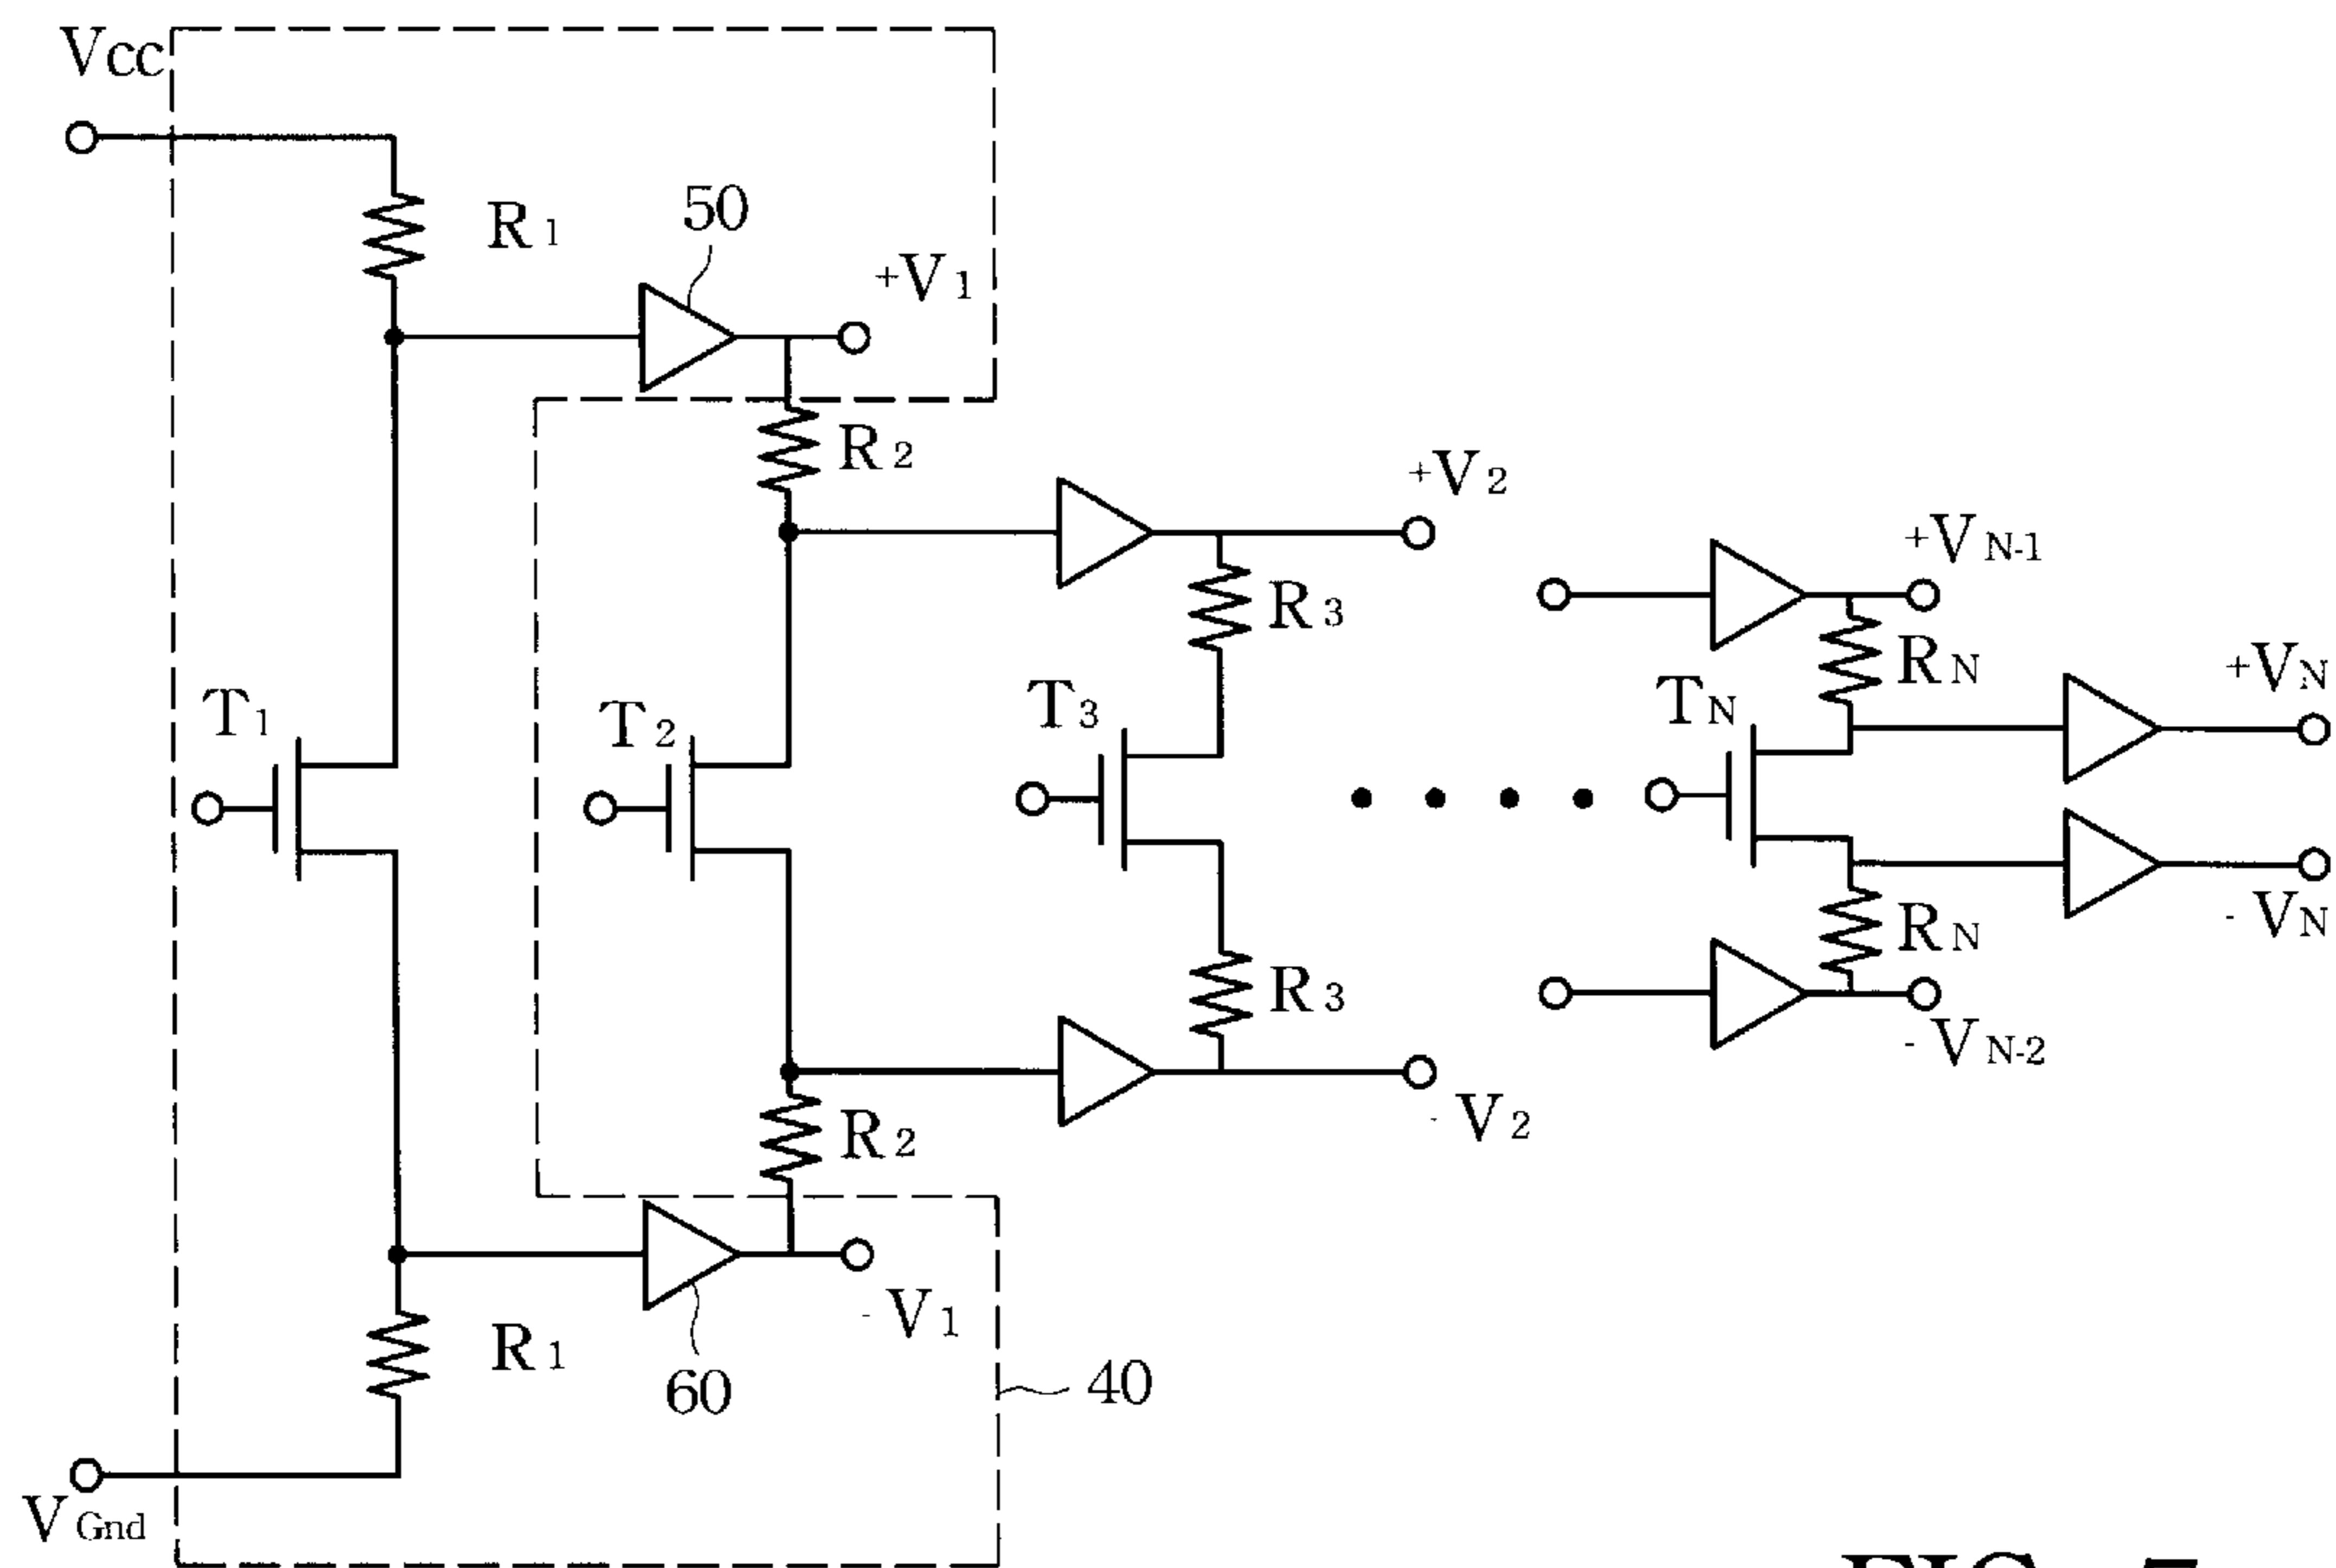 Vcc
R1
50
+V1
R2
+V2
+VN-1
R3
RN
+VN
T1
T2
T3
TN
-VN
RN
R3
-VN-2
R2
-V2
-V1
R1
60
40
VGnd